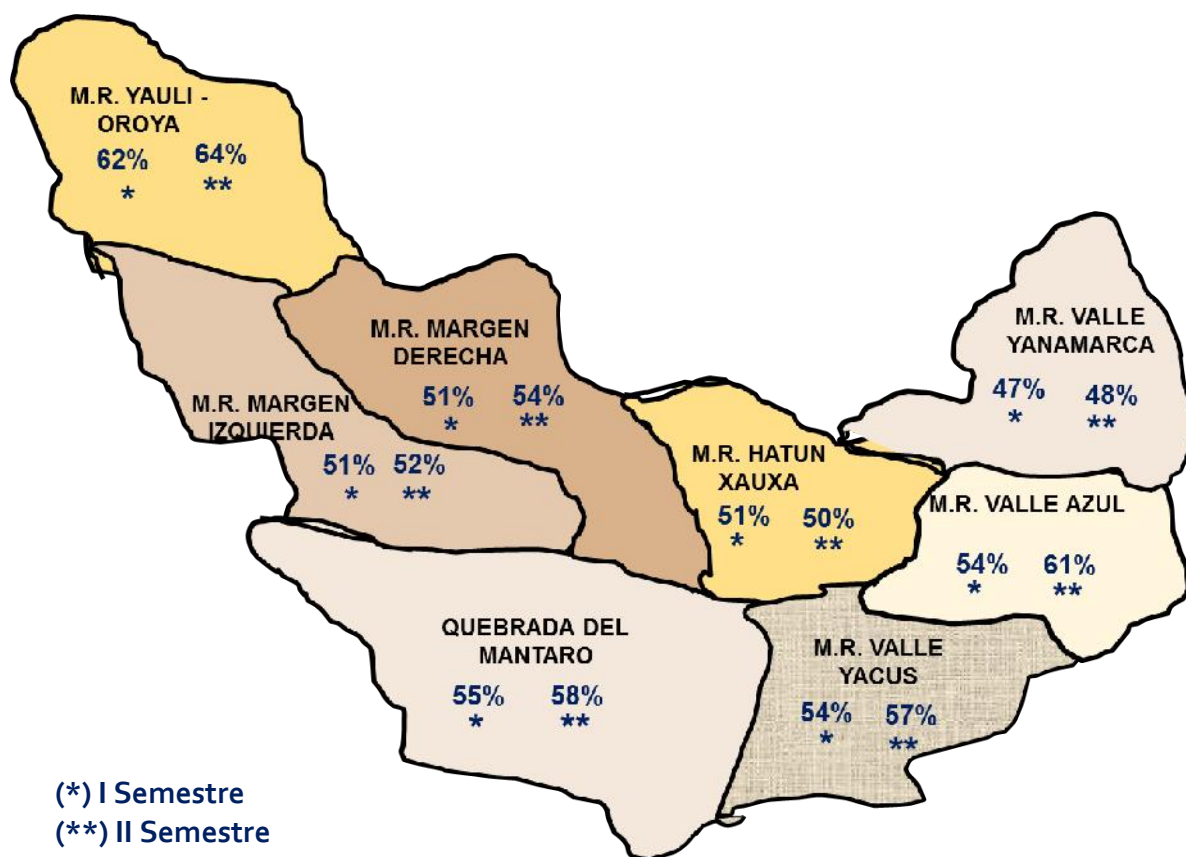 M.R. YAULI -
OROYA
62% 64%
* **
M.R. MARGEN
DERECHA
51% 54%
* **
M.R. MARGEN
IZQUIERDA
51% 52%
* **
M.R. HATUN
XAUXA
51% 50%
* **
M.R. VALLE
YANAMARCA
47% 48%
* **
M.R. VALLE AZUL
54% 61%
* **
QUEBRADA DEL
MANTARO
55% 58%
* **
M.R. VALLE
YACUS
54% 57%
* **
(*) I Semestre
(**) II Semestre